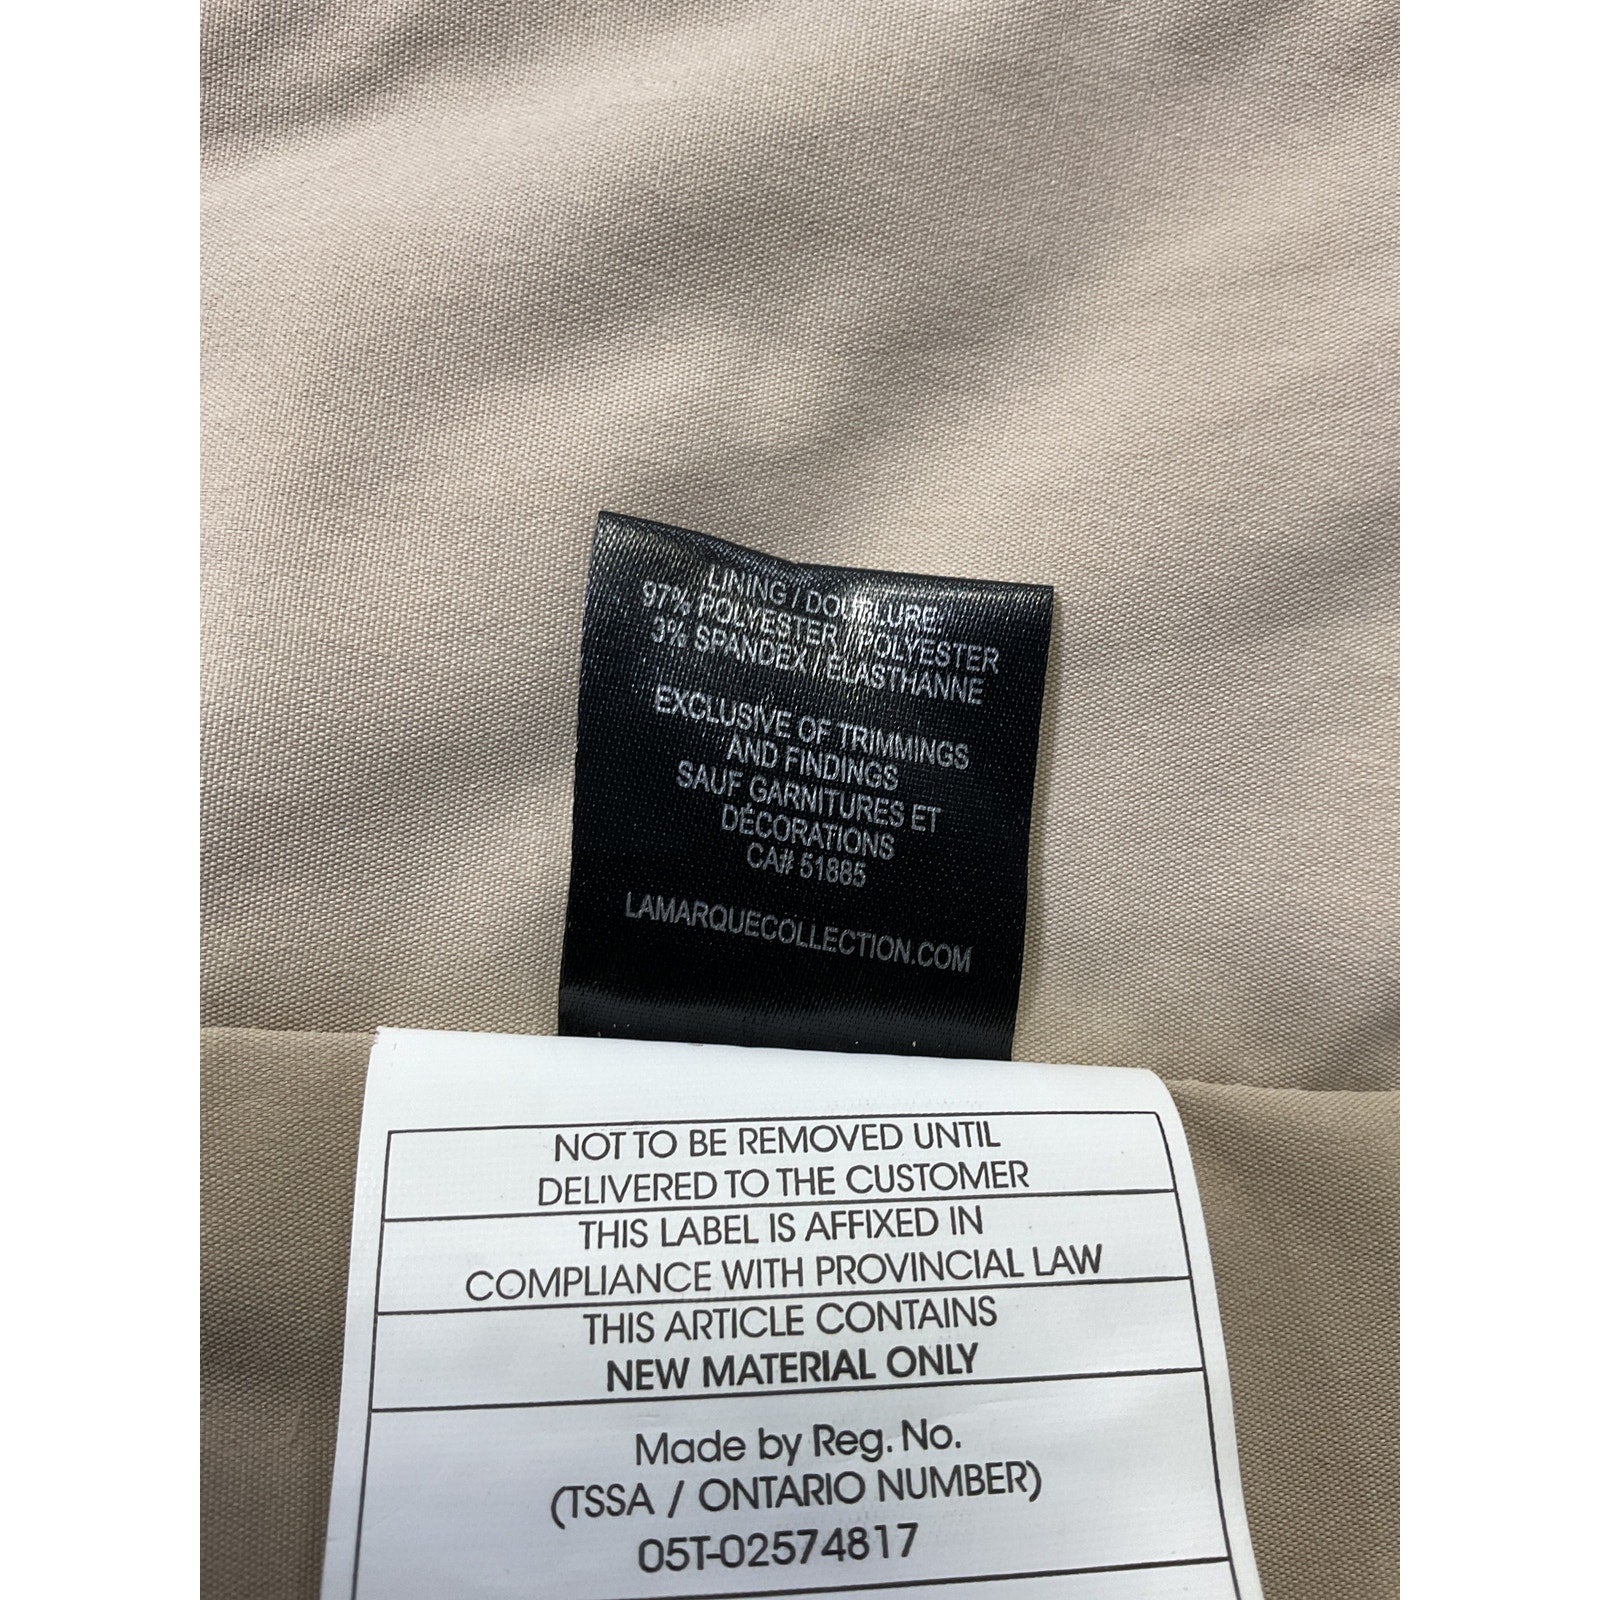 LINING / DOUBLURE:
97% POLYESTER / POLYESTER
3% SPANDEX / ELASTHANNE
EXCLUSIVE OF TRIMMINGS
AND FINDINGS
SAUF GARNITURES ET
DÉCORATIONS
CA# 51885
LAMARQUECOLLECTION.COM
NOT TO BE REMOVED UNTIL
DELIVERED TO THE CUSTOMER
THIS LABEL IS AFFIXED IN
COMPLIANCE WITH PROVINCIAL LAW
THIS ARTICLE CONTAINS
NEW MATERIAL ONLY
Made by Reg. No.
(TSSA / ONTARIO NUMBER)
05T-02574817